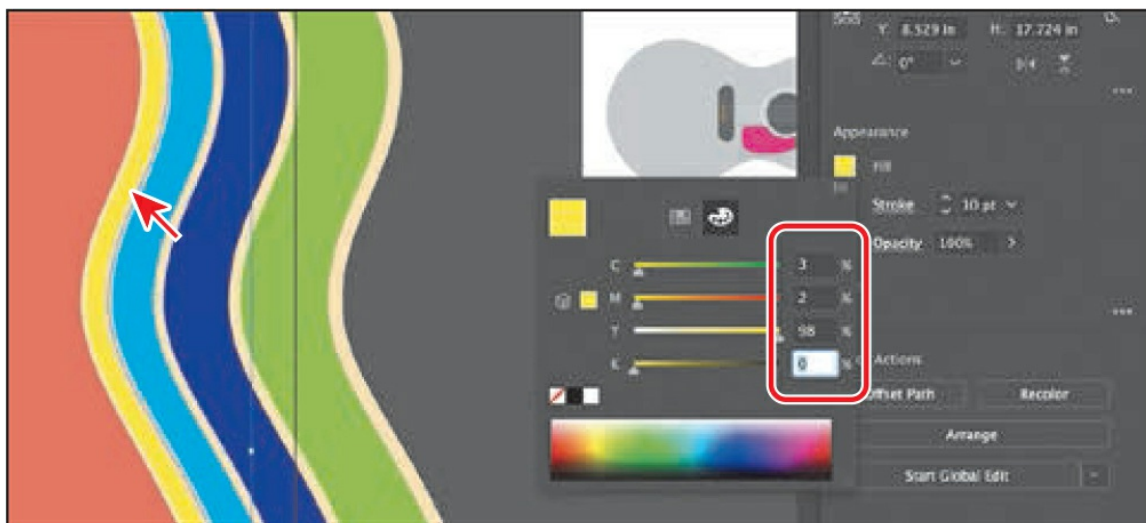 Y: 8.529 in H: 17.724 in
0°
Appearance
Fill
Stroke 10 pt
Opacity 100%
C 3 %
M 2 %
Y 98 %
K 0 %
Actions
Offset Path Recolor
Arrange
Start Global Edit